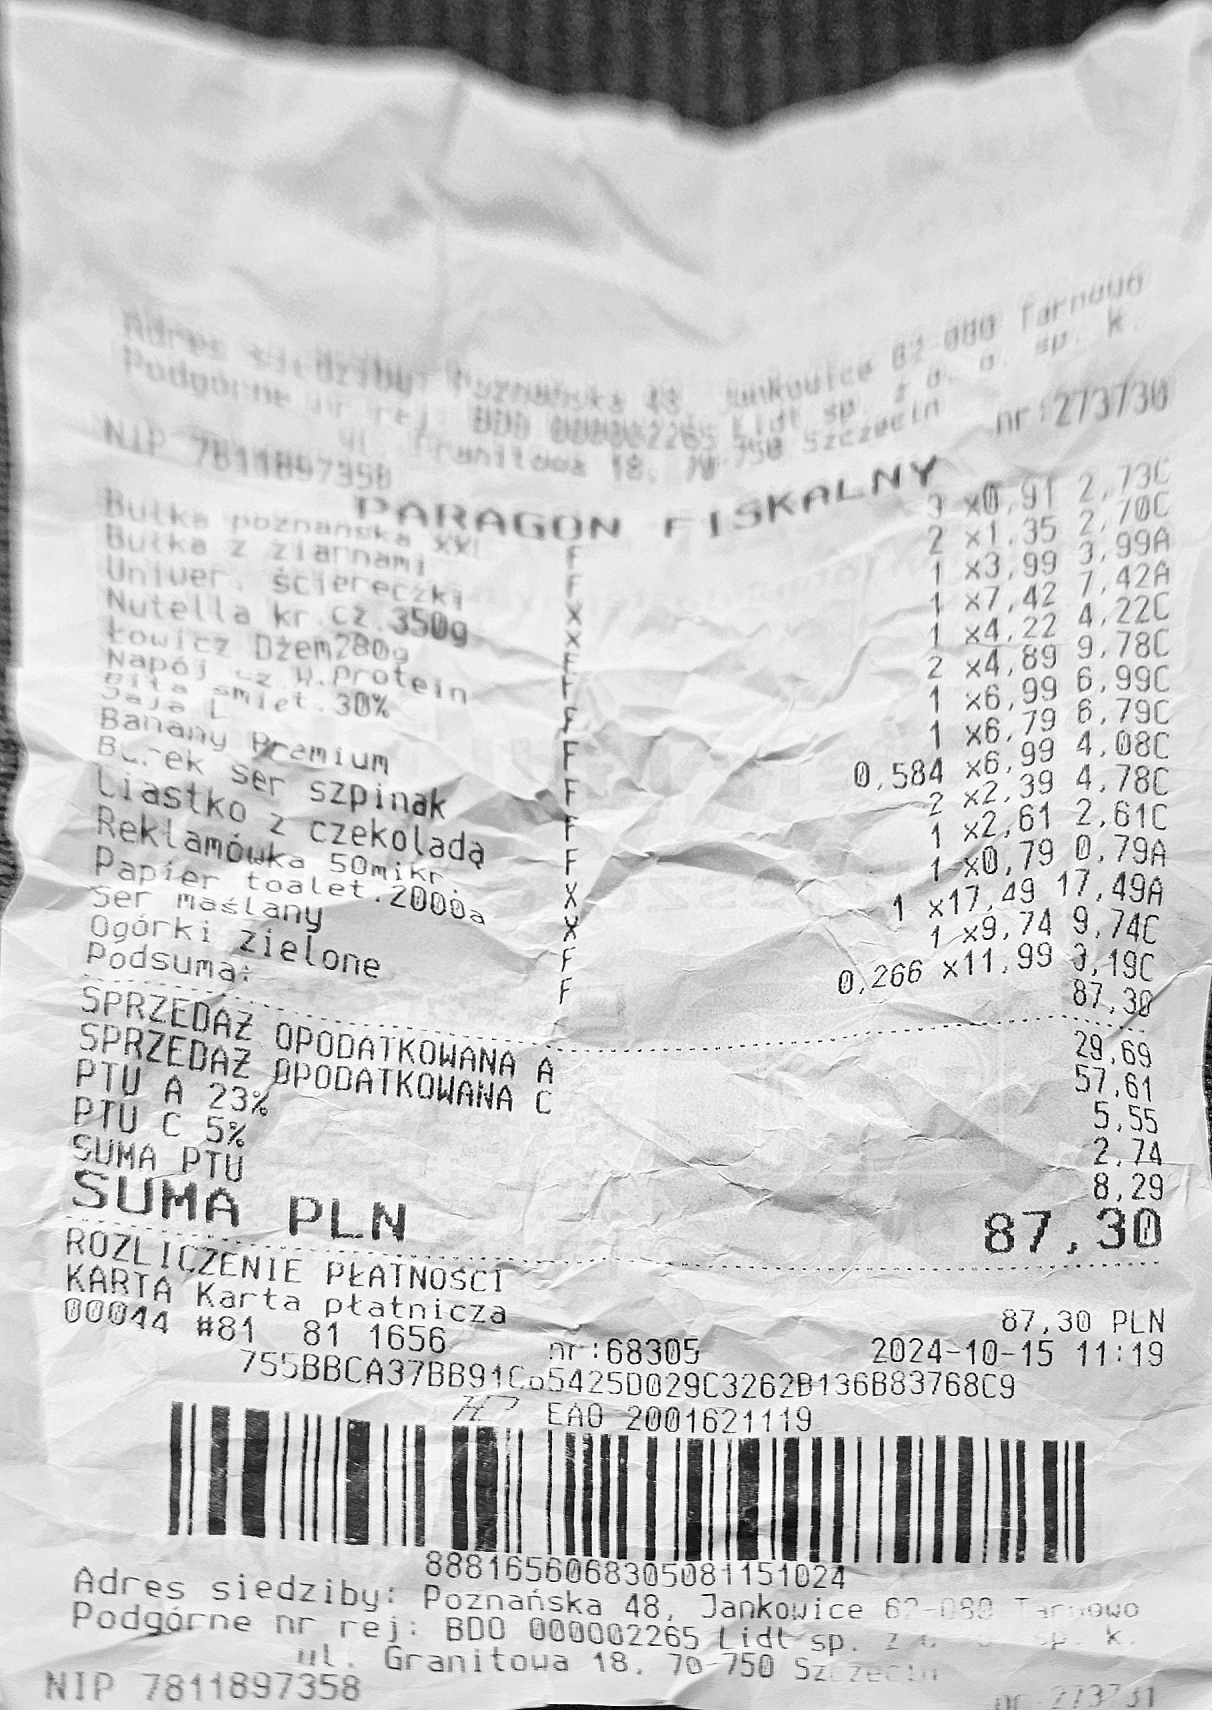 Adres siedziby: Poznańska 48, Jankowice 62-080 Tarnowo
Podgórne nr rej: BDO 000002265 Lidl sp. z o. o. sp. k.
ul. Granitowa 18, 70-750 Szczecin
NIP 7811897358 nr:273730
PARAGON FISKALNY
Bułka poznańska XXL F 3 x0,91 2,73C
Bułka z ziarnami F 2 x1,35 2,70C
Univer. ściereczki X 1 x3,99 3,99A
Nutella kr.cz.350g X 1 x7,42 7,42A
Łowicz Dżem280g F 1 x4,22 4,22C
Napój cz.W.Protein F 2 x4,89 9,78C
Bita śmiet.30% F 1 x6,99 6,99C
Jaja L F 1 x6,79 6,79C
Banany Premium F 0,584 x6,99 4,08C
ser szpinak F 2 x2,39 4,78C
Ciastko z czekoladą F 1 x2,61 2,61C
Reklamówka 50mikr. X 1 x0,79 0,79A
Papier toalet.2000a X 1 x17,49 17,49A
Ser maślany F 1 x9,74 9,74C
Ogórki zielone F 0,266 x11,99 3,19C
Podsuma: 87,30
SPRZEDAŻ OPODATKOWANA A 29,69
SPRZEDAŻ OPODATKOWANA C 57,61
PTU A 23% 5,55
PTU C 5% 2,74
SUMA PTU 8,29
SUMA PLN 87,30
ROZLICZENIE PŁATNOŚCI
KARTA Karta płatnicza 87,30 PLN
00044 #81 81 1656 nr:68305 2024-10-15 11:19
EAO 2001621119
8881656068305081151024
Adres siedziby: Poznańska 48, Jankowice 62-080 Tarnowo
Podgórne nr rej: BDO 000002265 Lidl sp. z o. o. sp. k.
ul. Granitowa 18, 70-750 Szczecin
NIP 7811897358 nr:273731